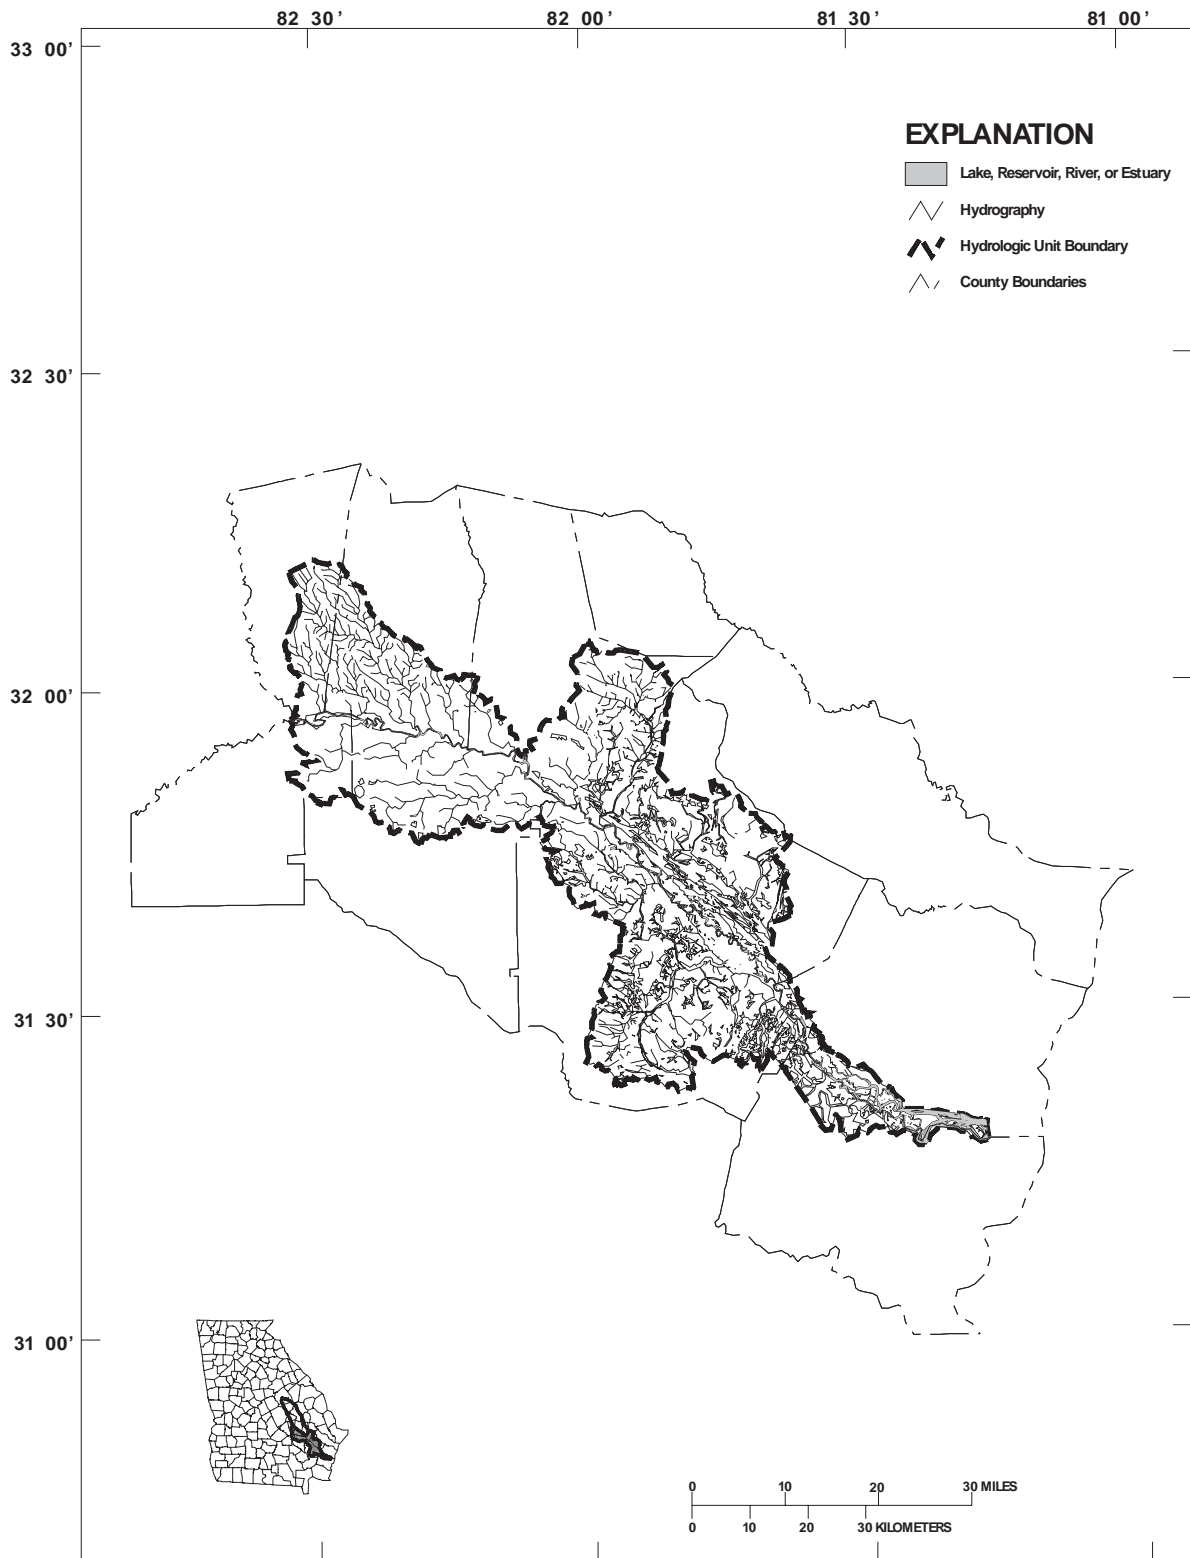 82 30’ 82 00’ 81 30’ 81 00’
33 00’
EXPLANATION
Lake, Reservoir, River, or Estuary
Hydrography
Hydrologic Unit Boundary
County Boundaries
32 30’
32 00’
31 30’
31 00’
0 10 20 30 MILES
0 10 20 30 KILOMETERS